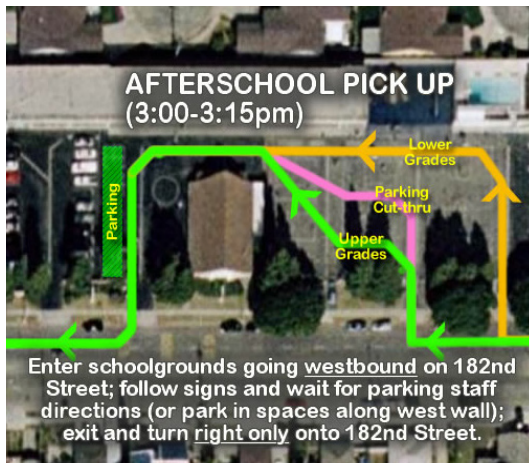 AFTERSCHOOL PICK UP
(3:00-3:15pm)
Lower
Grades
Parking
Cut-thru
Parking
Upper
Grades
Enter schoolgrounds going westbound on 182nd
Street; follow signs and wait for parking staff
directions (or park in spaces along west wall);
exit and turn right only onto 182nd Street.